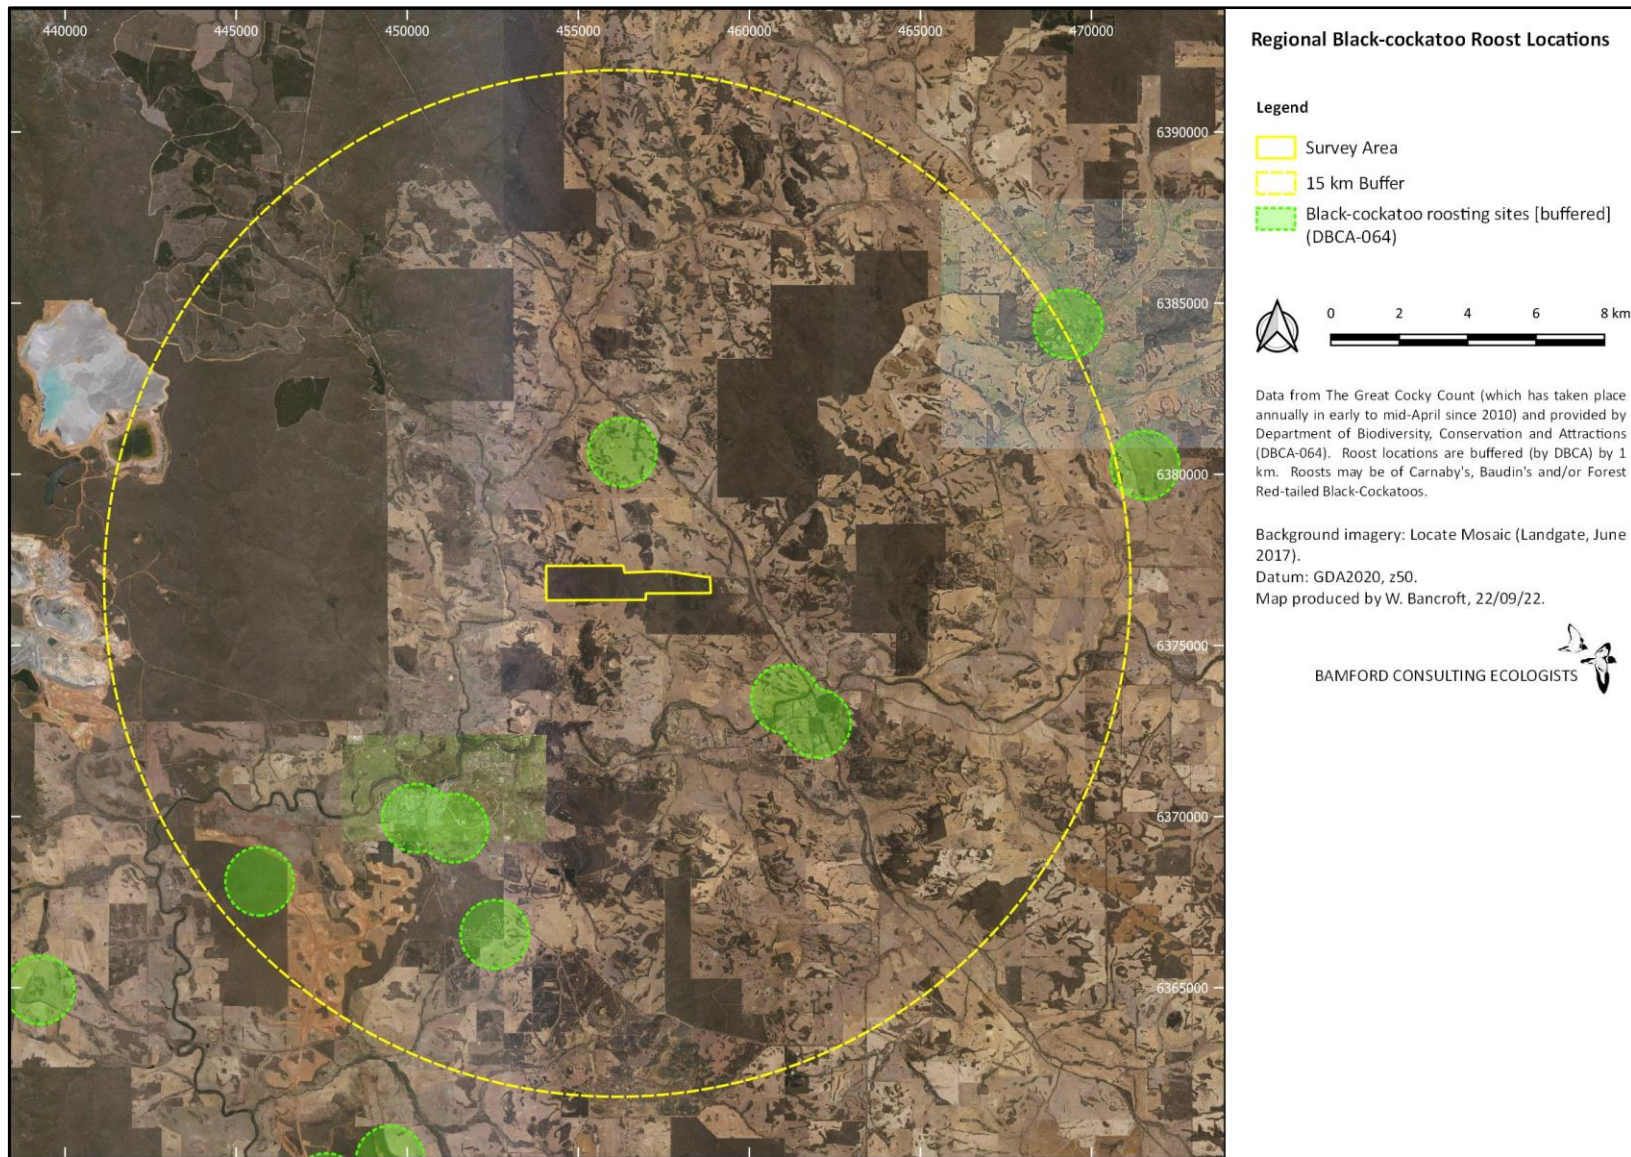 440000 445000 450000 455000 460000 465000 470000
6390000
6385000
6380000
6375000
6370000
6365000
Regional Black-cockatoo Roost Locations
Legend
Survey Area
15 km Buffer
Black-cockatoo roosting sites [buffered]
(DBCA-064)
0 2 4 6 8 km
Data from The Great Cocky Count (which has taken place
annually in early to mid-April since 2010) and provided by
Department of Biodiversity, Conservation and Attractions
(DBCA-064). Roost locations are buffered (by DBCA) by 1
km. Roosts may be of Carnaby's, Baudin's and/or Forest
Red-tailed Black-Cockatoos.
Background imagery: Locate Mosaic (Landgate, June
2017).
Datum: GDA2020, z50.
Map produced by W. Bancroft, 22/09/22.
BAMFORD CONSULTING ECOLOGISTS